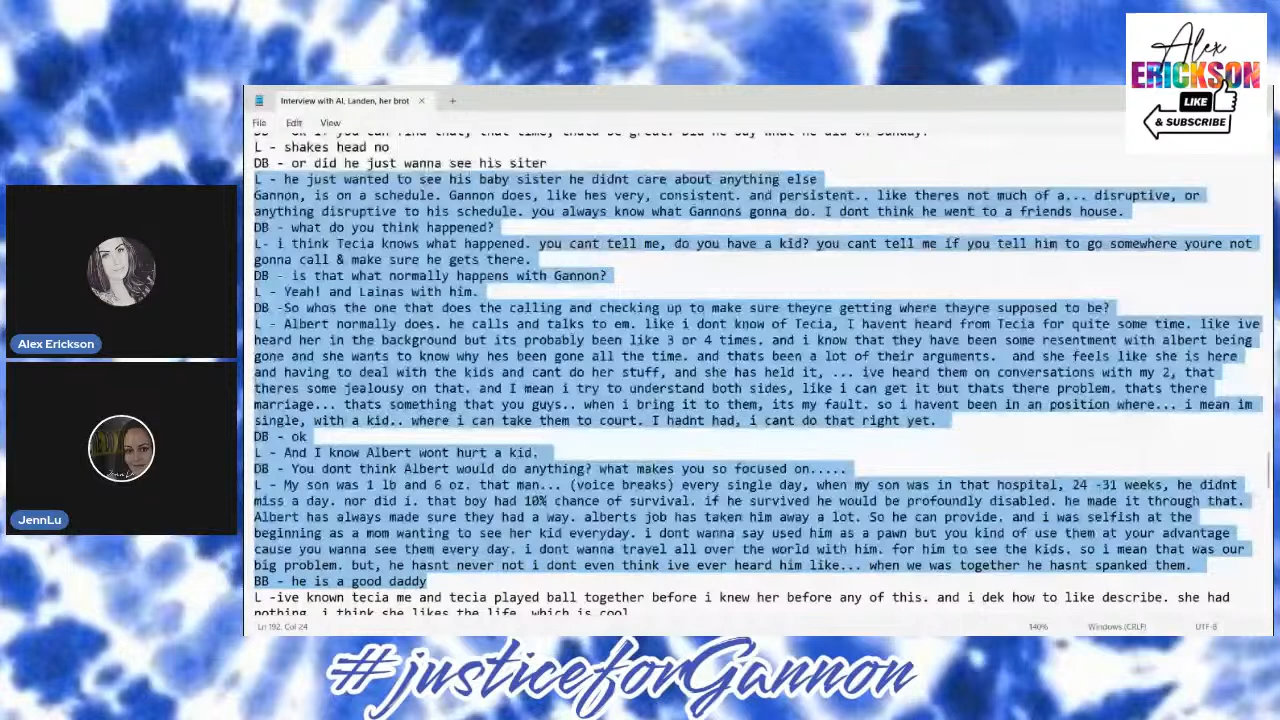 Alex
ERICKSON
LIKE
& SUBSCRIBE
Interview with Al, Landen, her brot
File Edit View
L - shakes head no
DB - or did he just wanna see his siter
L - he just wanted to see his baby sister he didnt care about anything else
Gannon, is on a schedule. Gannon does, like hes very, consistent. and persistent.. like theres not much of a... disruptive, or
anything disruptive to his schedule. you always know what Gannons gonna do. I dont think he went to a friends house.
DB - what do you think happened?
L- i think Tecia knows what happened. you cant tell me, do you have a kid? you cant tell me if you tell him to go somewhere youre not
gonna call & make sure he gets there.
DB - is that what normally happens with Gannon?
L - Yeah! and Lainas with him.
DB -So whos the one that does the calling and checking up to make sure theyre getting where theyre supposed to be?
L - Albert normally does. he calls and talks to em. like i dont know of Tecia, I havent heard from Tecia for quite some time. like ive
heard her in the background but its probably been like 3 or 4 times. and i know that they have been some resentment with albert being
gone and she wants to know why hes been gone all the time. and thats been a lot of their arguments.  and she feels like she is here
and having to deal with the kids and cant do her stuff, and she has held it, ... ive heard them on conversations with my 2, that
theres some jealousy on that. and I mean i try to understand both sides, like i can get it but thats there problem. thats there
marriage... thats something that you guys.. when i bring it to them, its my fault. so i havent been in an position where... i mean im
single, with a kid.. where i can take them to court. I hadnt had, i cant do that right yet.
DB - ok
L - And I know Albert wont hurt a kid.
DB - You dont think Albert would do anything? what makes you so focused on.....
L - My son was 1 lb and 6 oz. that man... (voice breaks) every single day, when my son was in that hospital, 24 -31 weeks, he didnt
miss a day. nor did i. that boy had 10% chance of survival. if he survived he would be profoundly disabled. he made it through that.
Albert has always made sure they had a way. alberts job has taken him away a lot. So he can provide. and i was selfish at the
beginning as a mom wanting to see her kid everyday. i dont wanna say used him as a pawn but you kind of use them at your advantage
cause you wanna see them every day. i dont wanna travel all over the world with him. for him to see the kids. so i mean that was our
big problem. but, he hasnt never not i dont even think ive ever heard him like... when we was together he hasnt spanked them.
BB - he is a good daddy
L -ive known tecia me and tecia played ball together before i knew her before any of this. and i dek how to like describe. she had
nothing. i think she likes the life, which is cool
Ln 192, Col 24 140% Windows (CRLF) UTF-8
Alex Erickson
JennLu
#justiceforGannon